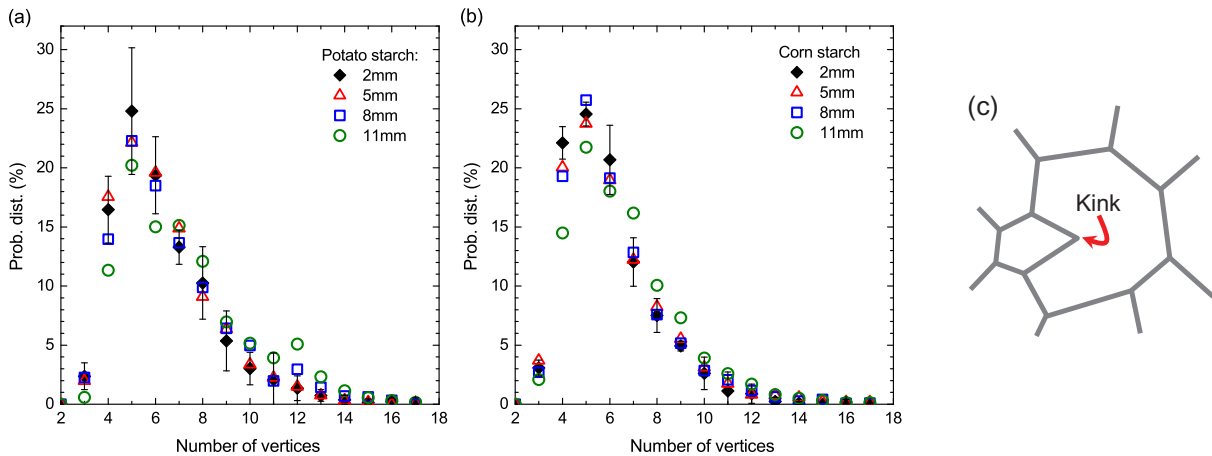 (a)
Prob. dist. (%)
30
25
20
15
10
5
0
Potato starch:
2mm
5mm
8mm
11mm
2 4 6 8 10 12 14 16 18
Number of vertices
(b)
Prob. dist. (%)
30
25
20
15
10
5
0
Corn starch
2mm
5mm
8mm
11mm
2 4 6 8 10 12 14 16 18
Number of vertices
(c)
Kink